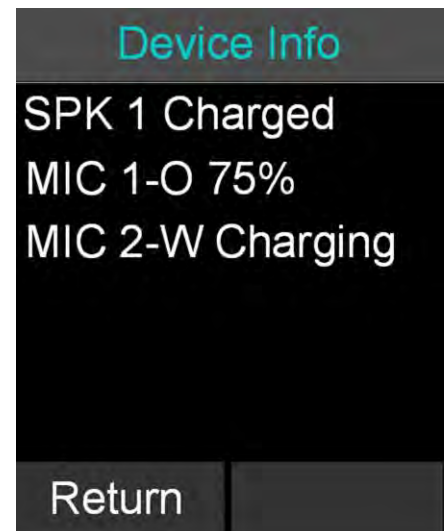 Device Info
SPK 1 Charged
MIC 1-O 75%
MIC 2-W Charging
Return